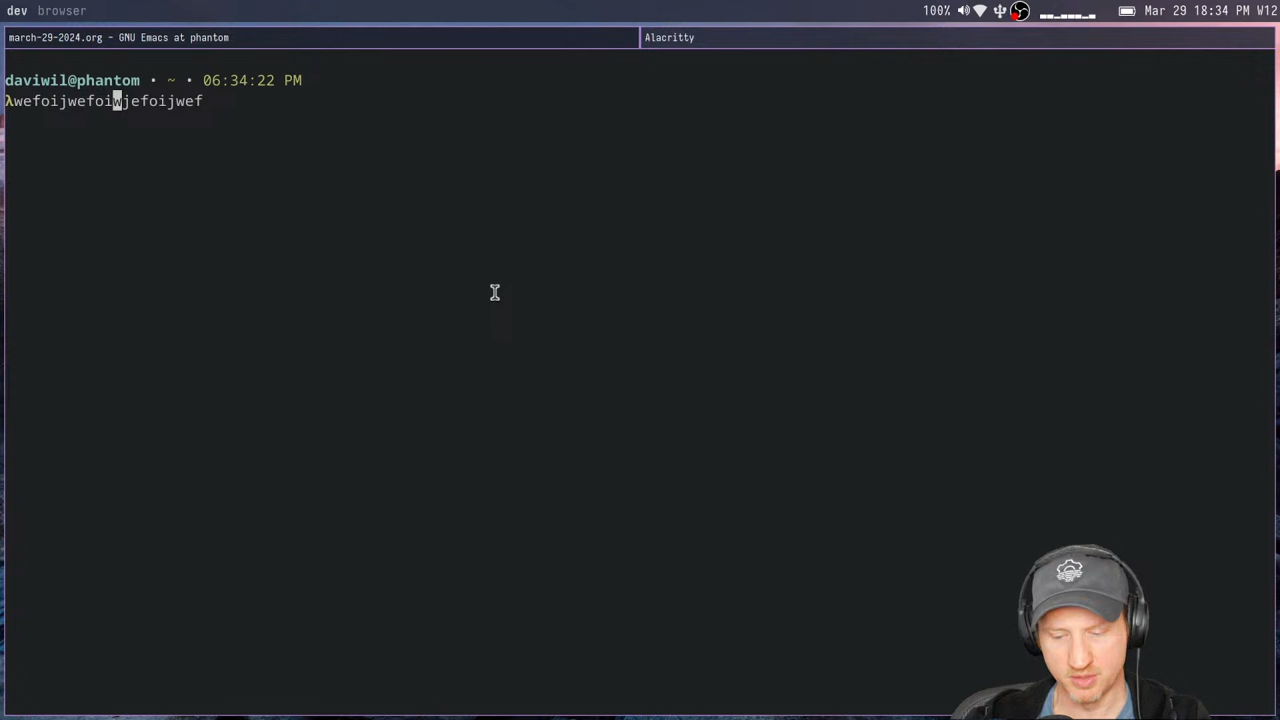 dev browser 100% Mar 29 18:34 PM W12
march-29-2024.org - GNU Emacs at phantom Alacritty
daviwil@phantom • ~ • 06:34:22 PM
λwefoijwefoiwjefoijwef